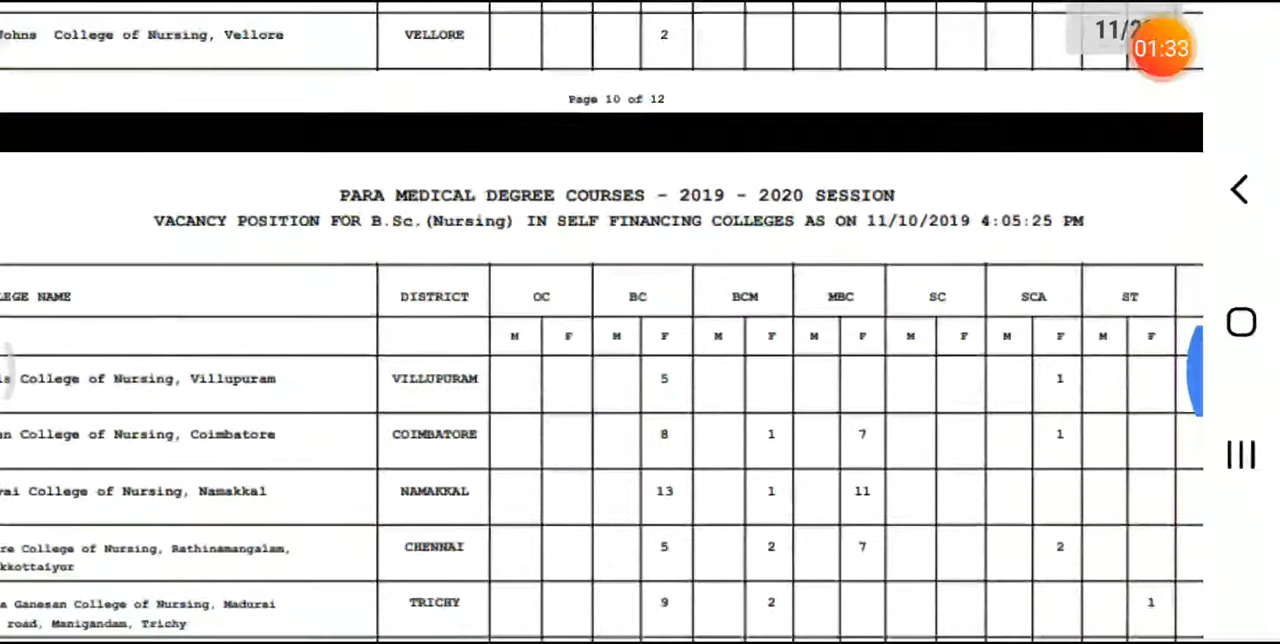 Johns College of Nursing, Vellore VELLORE 2
11/2
01:33
Page 10 of 12
PARA MEDICAL DEGREE COURSES - 2019 - 2020 SESSION
VACANCY POSITION FOR B.Sc.(Nursing) IN SELF FINANCING COLLEGES AS ON 11/10/2019 4:05:25 PM
LEGE NAME DISTRICT OC BC BCM MBC SC SCA ST
M F M F M F M F M F M F M F
s College of Nursing, Villupuram VILLUPURAM 5 1
n College of Nursing, Coimbatore COIMBATORE 8 1 7 1
vai College of Nursing, Namakkal NAMAKKAL 13 1 11
re College of Nursing, Rathinamangalam, CHENNAI 5 2 7 2
kkottaiyur
a Ganesan College of Nursing, Madurai TRICHY 9 2 1
road, Manigandam, Trichy